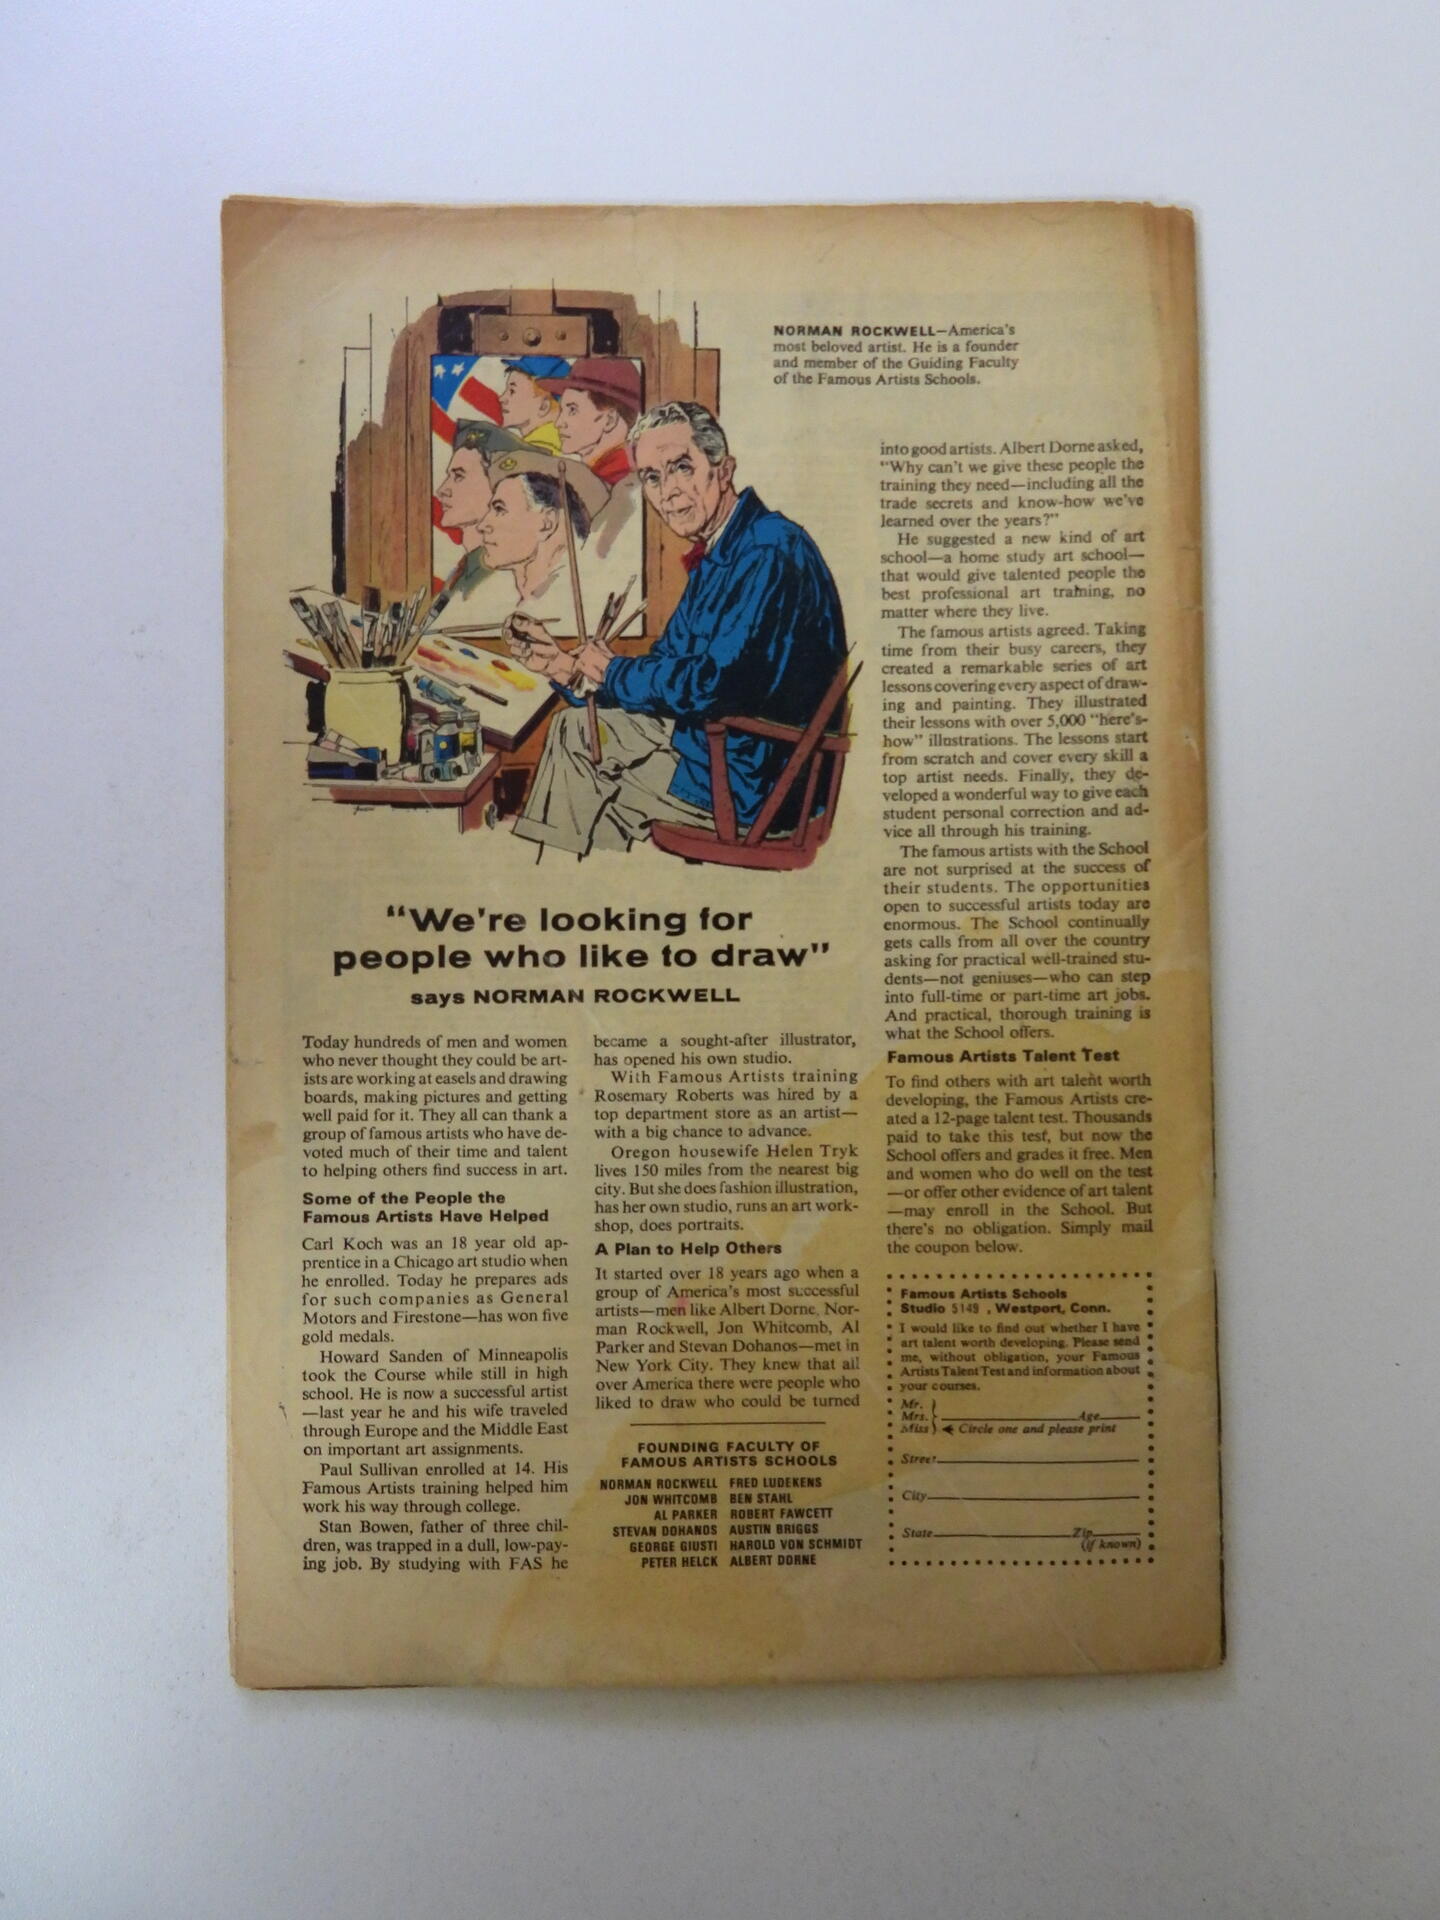 NORMAN ROCKWELL—America's
most beloved artist. He is a founder
and member of the Guiding Faculty
of the Famous Artists Schools.
"We're looking for
people who like to draw"
says NORMAN ROCKWELL
Today hundreds of men and women
who never thought they could be art-
ists are working at easels and drawing
boards, making pictures and getting
well paid for it. They all can thank a
group of famous artists who have de-
voted much of their time and talent
to helping others find success in art.
Some of the People the
Famous Artists Have Helped
Carl Koch was an 18 year old ap-
prentice in a Chicago art studio when
he enrolled. Today he prepares ads
for such companies as General
Motors and Firestone—has won five
gold medals.
Howard Sanden of Minneapolis
took the Course while still in high
school. He is now a successful artist
—last year he and his wife traveled
through Europe and the Middle East
on important art assignments.
Paul Sullivan enrolled at 14. His
Famous Artists training helped him
work his way through college.
Stan Bowen, father of three chil-
dren, was trapped in a dull, low-pay-
ing job. By studying with FAS he
became a sought-after illustrator,
has opened his own studio.
With Famous Artists training
Rosemary Roberts was hired by a
top department store as an artist—
with a big chance to advance.
Oregon housewife Helen Tryk
lives 150 miles from the nearest big
city. But she does fashion illustration,
has her own studio, runs an art work-
shop, does portraits.
A Plan to Help Others
It started over 18 years ago when a
group of America's most successful
artists—men like Albert Dorne, Nor-
man Rockwell, Jon Whitcomb, Al
Parker and Stevan Dohanos—met in
New York City. They knew that all
over America there were people who
liked to draw who could be turned
FOUNDING FACULTY OF
FAMOUS ARTISTS SCHOOLS
NORMAN ROCKWELL FRED LUDEKENS
JON WHITCOMB BEN STAHL
AL PARKER ROBERT FAWCETT
STEVAN DOHANOS AUSTIN BRIGGS
GEORGE GIUSTI HAROLD VON SCHMIDT
PETER HELCK ALBERT DORNE
into good artists. Albert Dorne asked,
"Why can't we give these people the
training they need—including all the
trade secrets and know-how we've
learned over the years?"
He suggested a new kind of art
school—a home study art school—
that would give talented people the
best professional art training, no
matter where they live.
The famous artists agreed. Taking
time from their busy careers, they
created a remarkable series of art
lessons covering every aspect of draw-
ing and painting. They illustrated
their lessons with over 5,000 "here's-
how" illustrations. The lessons start
from scratch and cover every skill a
top artist needs. Finally, they de-
veloped a wonderful way to give each
student personal correction and ad-
vice all through his training.
The famous artists with the School
are not surprised at the success of
their students. The opportunities
open to successful artists today are
enormous. The School continually
gets calls from all over the country
asking for practical well-trained stu-
dents—not geniuses—who can step
into full-time or part-time art jobs.
And practical, thorough training is
what the School offers.
Famous Artists Talent Test
To find others with art talent worth
developing, the Famous Artists cre-
ated a 12-page talent test. Thousands
paid to take this test, but now the
School offers and grades it free. Men
and women who do well on the test
—or offer other evidence of art talent
—may enroll in the School. But
there's no obligation. Simply mail
the coupon below.
Famous Artists Schools
Studio 5149 , Westport, Conn.
I would like to find out whether I have
art talent worth developing. Please send
me, without obligation, your Famous
Artists Talent Test and information about
your courses.
Mr.
Mrs. Age
Miss Circle one and please print
Street
City
State Zip
(if known)